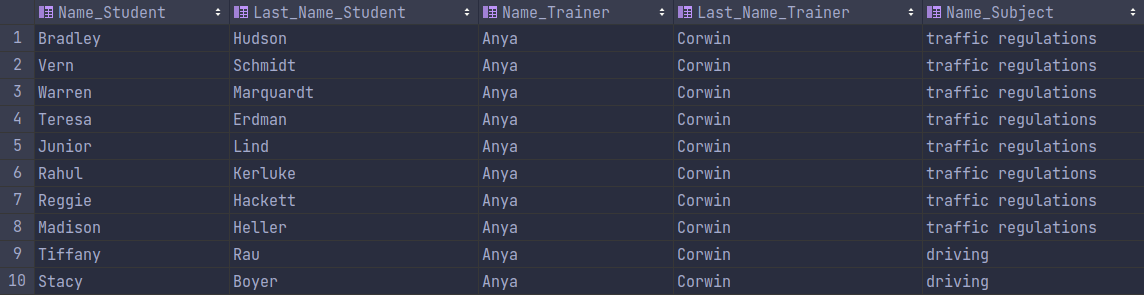 Name_Student Last_Name_Student Name_Trainer Last_Name_Trainer Name_Subject
1 Bradley Hudson Anya Corwin traffic regulations
2 Vern Schmidt Anya Corwin traffic regulations
3 Warren Marquardt Anya Corwin traffic regulations
4 Teresa Erdman Anya Corwin traffic regulations
5 Junior Lind Anya Corwin traffic regulations
6 Rahul Kerluke Anya Corwin traffic regulations
7 Reggie Hackett Anya Corwin traffic regulations
8 Madison Heller Anya Corwin traffic regulations
9 Tiffany Rau Anya Corwin driving
10 Stacy Boyer Anya Corwin driving